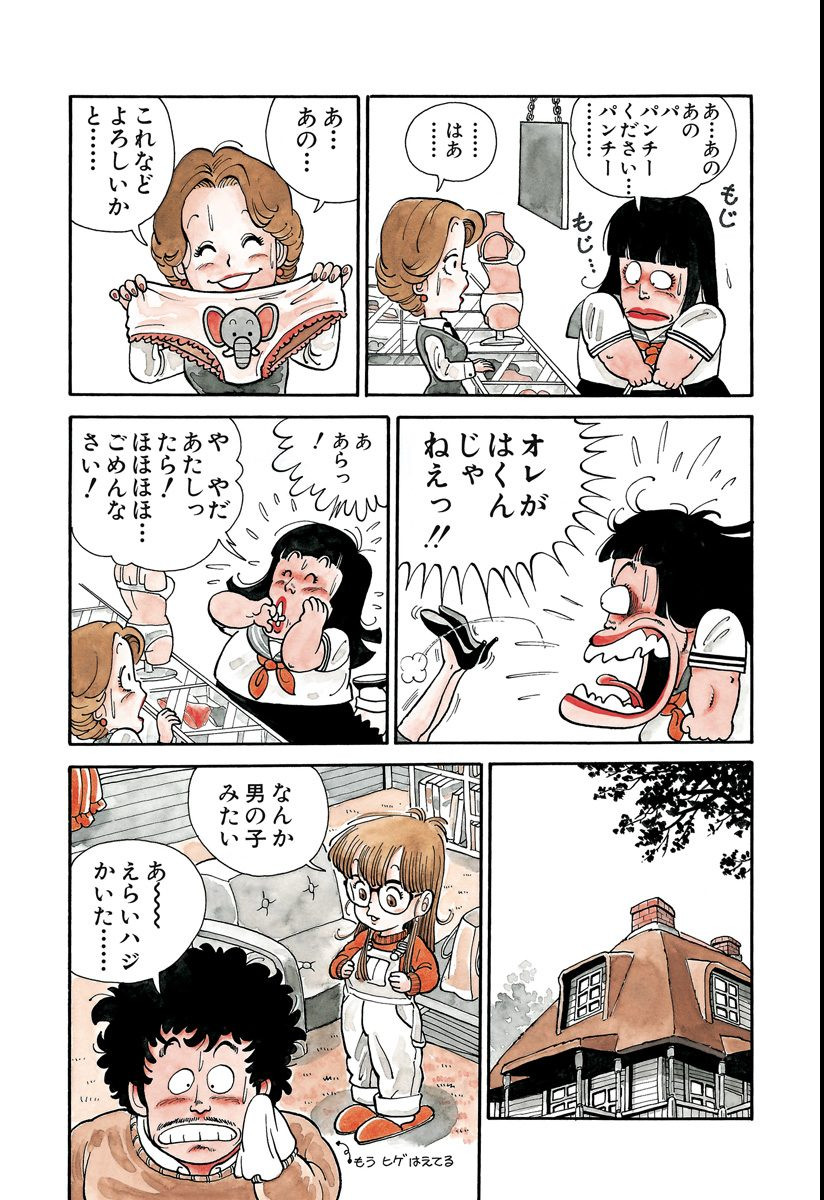 あ…あの
あの
パ
パンチー
ください…
パンチー
………
もじ
もじ…
……
はあ
……
あ…
あの…
これなど
よろしいか
と……
オレが
はくん
じゃ
ねえっ!!
あ
あらっ
!
や やだ
あたしっ
たら!
ほほほほ…
ごめんな
さい!
なんか
男の子
みたい
あ〜〜〜
えらいハジ
かいた……
もう ヒゲはえてる